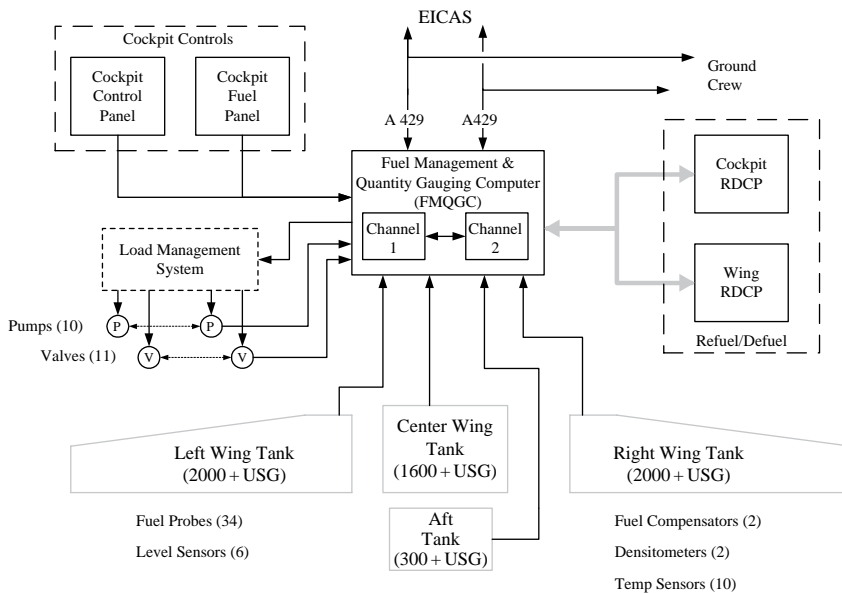 EICAS
Cockpit Controls
Cockpit
Control
Panel
Cockpit
Fuel
Panel
Ground
Crew
A 429
A429
Fuel Management &
Quantity Gauging Computer
(FMQGC)
Channel
1
Channel
2
Cockpit
RDCP
Wing
RDCP
Refuel/Defuel
Load Management
System
Pumps (10)
P
P
Valves (11)
V
V
Left Wing Tank
(2000 + USG)
Center Wing
Tank
(1600 + USG)
Right Wing Tank
(2000 + USG)
Fuel Probes (34)
Level Sensors (6)
Aft
Tank
(300 + USG)
Fuel Compensators (2)
Densitometers (2)
Temp Sensors (10)